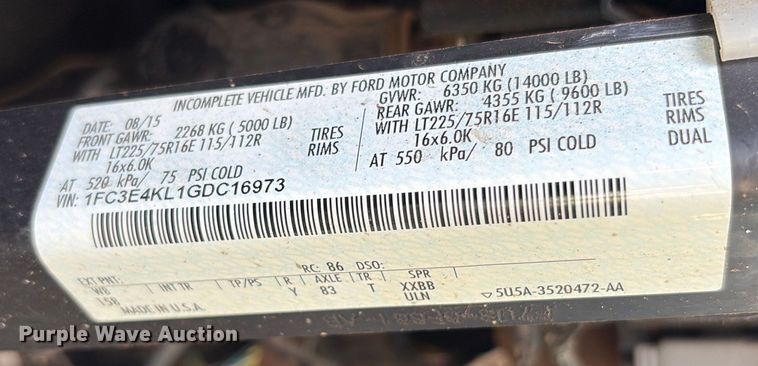 INCOMPLETE VEHICLE MFD. BY FORD MOTOR COMPANY
DATE: 08/15 GVWR: 6350 KG (14000 LB)
FRONT GAWR: 2268 KG ( 5000 LB) REAR GAWR: 4355 KG ( 9600 LB)
WITH LT225/75R16E 115/112R TIRES WITH LT225/75R16E 115/112R TIRES
16x6.0K RIMS 16x6.0K RIMS
AT 520 kPa/ 75 PSI COLD AT 550 kPa/ 80 PSI COLD DUAL
VIN: 1FC3E4KL1GDC16973
EXT PNT: RC: 86 DSO:
WB INT TR TP/PS R AXLE TR SPR
158 Y 83 T XXBB
MADE IN U.S.A. ULN 5U5A-3520472-AA
Purple Wave Auction